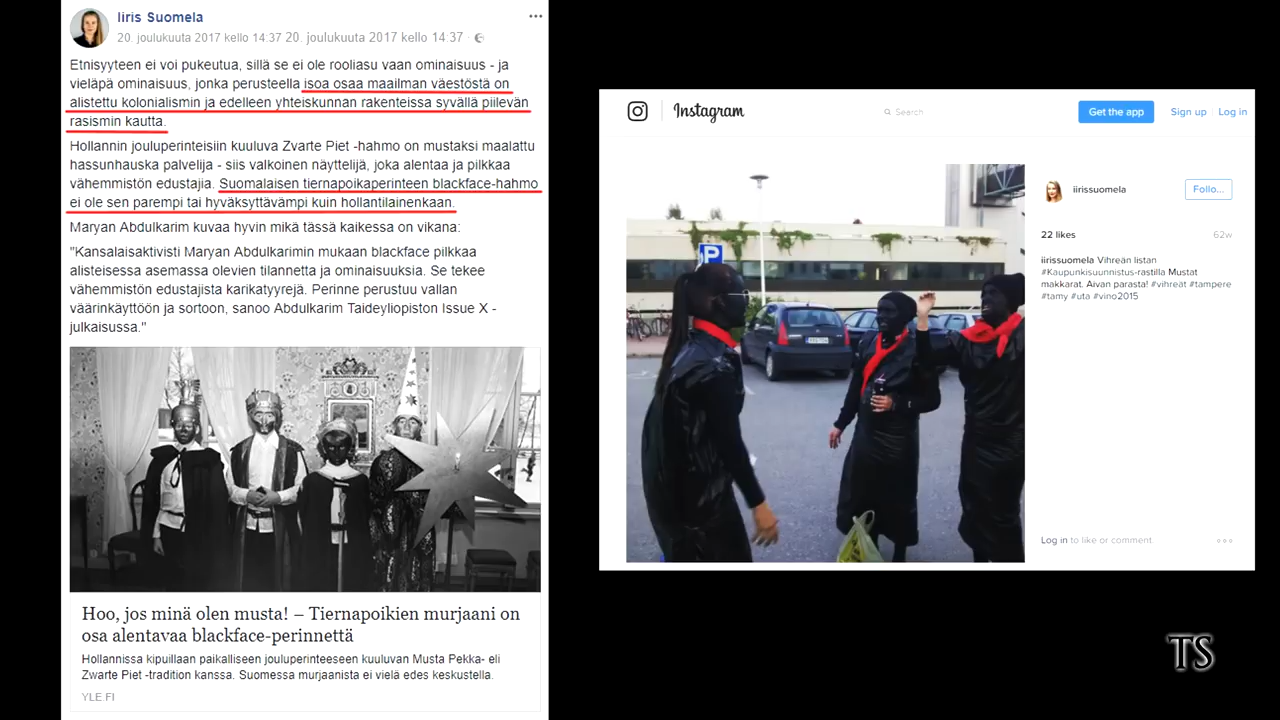 Iiris Suomela
20. joulukuuta 2017 kello 14:37 20. joulukuuta 2017 kello 14:37 ·
Etnisyyteen ei voi pukeutua, sillä se ei ole rooliasu vaan ominaisuus - ja
vieläpä ominaisuus, jonka perusteella isoa osaa maailman väestöstä on
alistettu kolonialismin ja edelleen yhteiskunnan rakenteissa syvällä piilevän
rasismin kautta.
Hollannin jouluperinteisiin kuuluva Zvarte Piet -hahmo on mustaksi maalattu
hassunhauska palvelija - siis valkoinen näyttelijä, joka alentaa ja pilkkaa
vähemmistön edustajia. Suomalaisen tiernapoikaperinteen blackface-hahmo
ei ole sen parempi tai hyväksyttävämpi kuin hollantilainenkaan.
Maryan Abdulkarim kuvaa hyvin mikä tässä kaikessa on vikana:
"Kansalaisaktivisti Maryan Abdulkarimin mukaan blackface pilkkaa
alisteisessa asemassa olevien tilannetta ja ominaisuuksia. Se tekee
vähemmistön edustajista karikatyyrejä. Perinne perustuu vallan
väärinkäyttöön ja sortoon, sanoo Abdulkarim Taideyliopiston Issue X -
julkaisussa."
Hoo, jos minä olen musta! – Tiernapoikien murjaani on
osa alentavaa blackface-perinnettä
Hollannissa kipuillaan paikalliseen jouluperinteeseen kuuluvan Musta Pekka- eli
Zwarte Piet -tradition kanssa. Suomessa murjaanista ei vielä edes keskustella.
YLE.FI
Instagram
Search
Get the app
Sign up
Log in
P
iirissuomela
Follo...
22 likes
62w
iirissuomela Vihreän listan
#Kaupunkisuunnistus-rastilla Mustat
makkarat. Aivan parasta! #vihreät #tampere
#tamy #uta #vino2015
Log in to like or comment.
TS